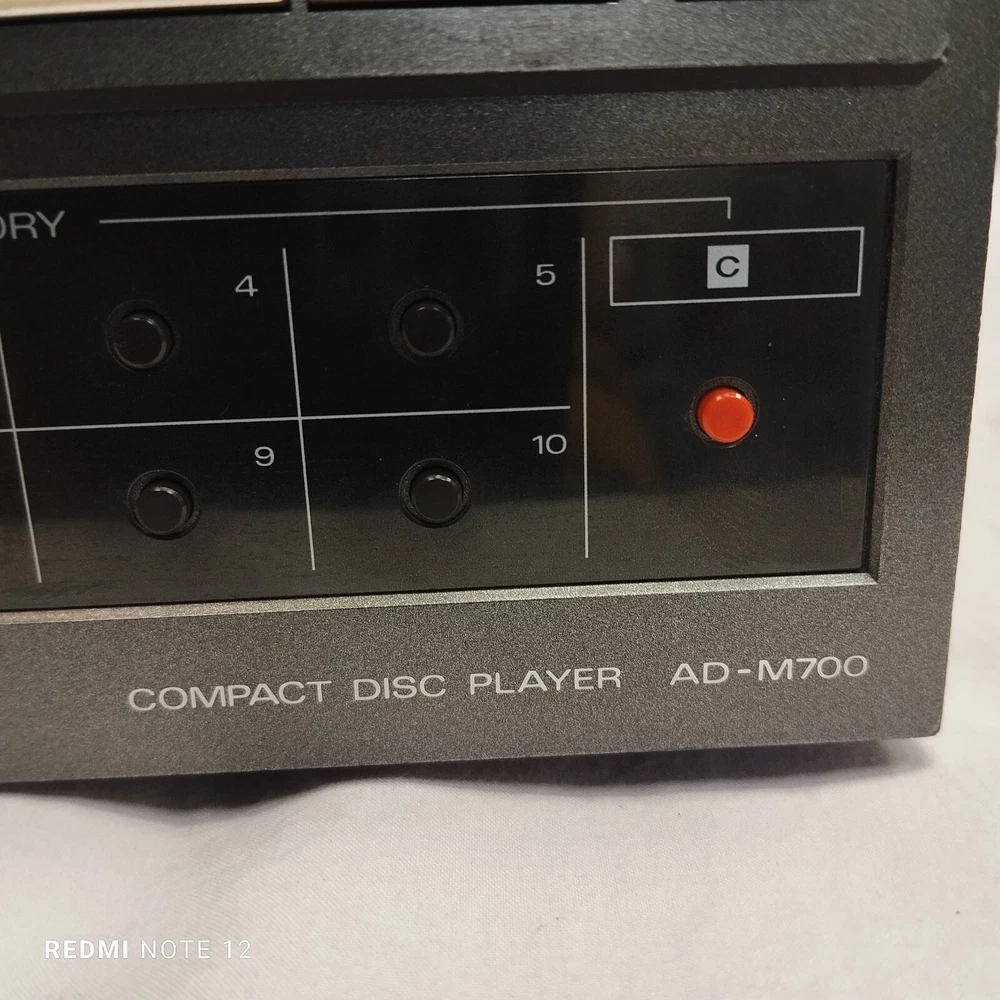 ORY
C
4
5
9
10
COMPACT DISC PLAYER AD-M700
REDMI NOTE 12